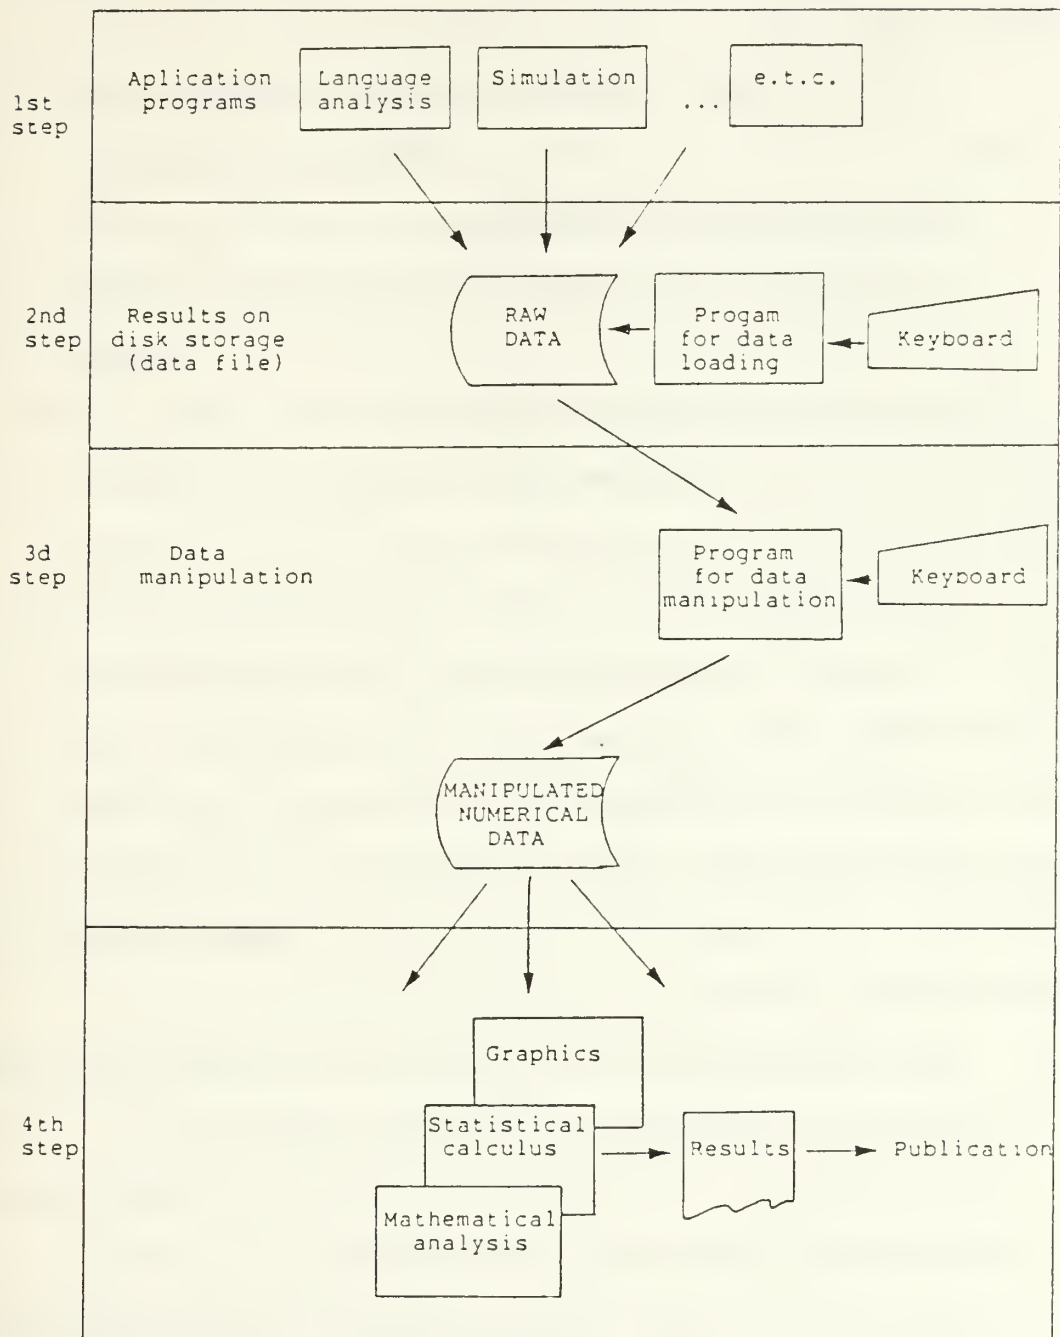 1st
step
Aplication
programs
Language
analysis
Simulation
...
e.t.c.
2nd
step
Results on
disk storage
(data file)
RAW
DATA
Progam
for data
loading
Keyboard
3d
step
Data
manipulation
Program
for data
manipulation
Keyboard
MANIPULATED
NUMERICAL
DATA
4th
step
Graphics
Statistical
calculus
Mathematical
analysis
Results
Publication